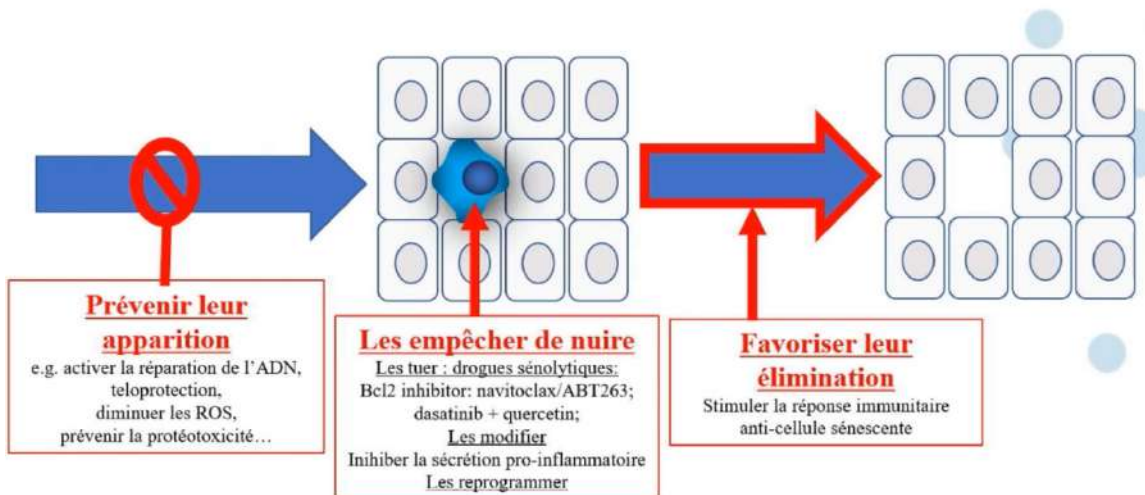 Prévenir leur
apparition
e.g. activer la réparation de l'ADN,
teloprotection,
diminuer les ROS,
prévenir la protéotoxicité…
Les empêcher de nuire
Les tuer : drogues sénolytiques:
Bcl2 inhibitor: navitoclax/ABT263;
dasatinib + quercetin;
Les modifier
Inihiber la sécrétion pro-inflammatoire
Les reprogrammer
Favoriser leur
élimination
Stimuler la réponse immunitaire
anti-cellule sénescente